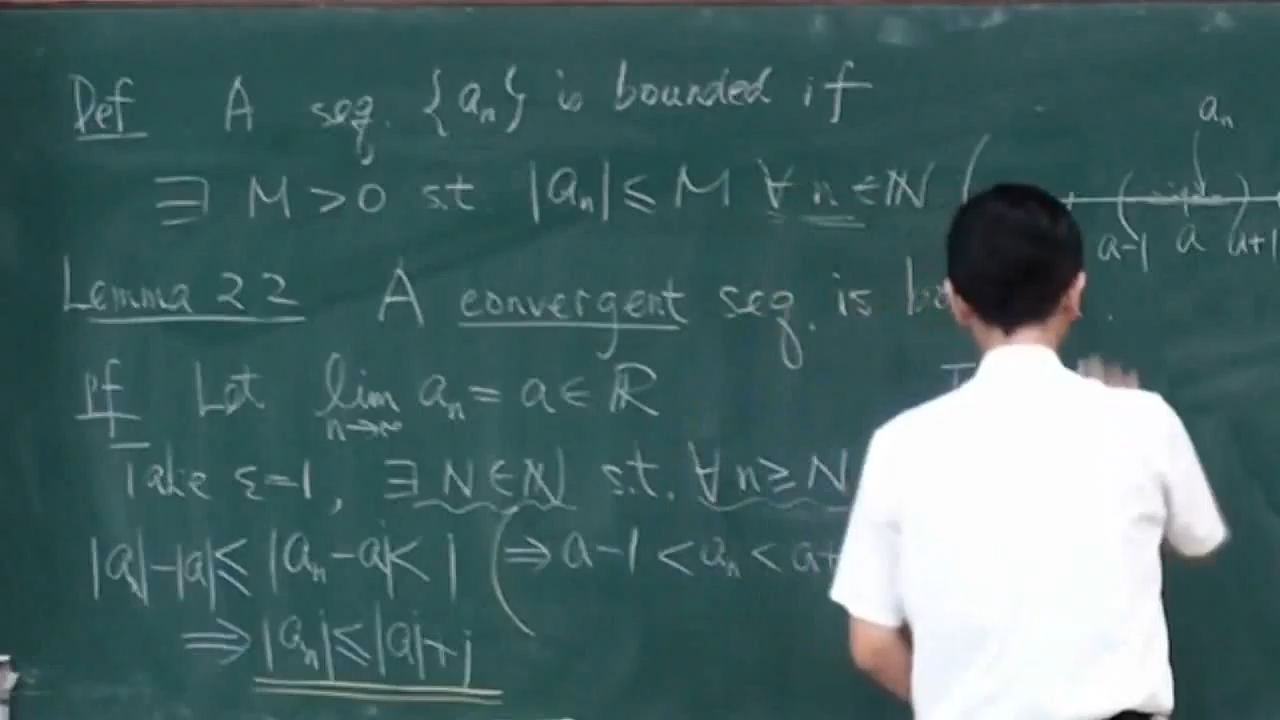 Def A seq. {aₙ} is bounded if
∃ M > 0 st |aₙ| ≤ M ∀ n ∈ ℕ (
aₙ
a-1 a a+1
Lemma 22 A convergent seq. is
pf Let lim n→∞ aₙ = a ∈ ℝ
Take ε=1, ∃ N ∈ ℕ s.t. ∀ n ≥ N
|aₙ|-|a| ≤ |aₙ-a| < 1 (⇒ a-1 < aₙ < a+
⇒ |aₙ| ≤ |a|+1